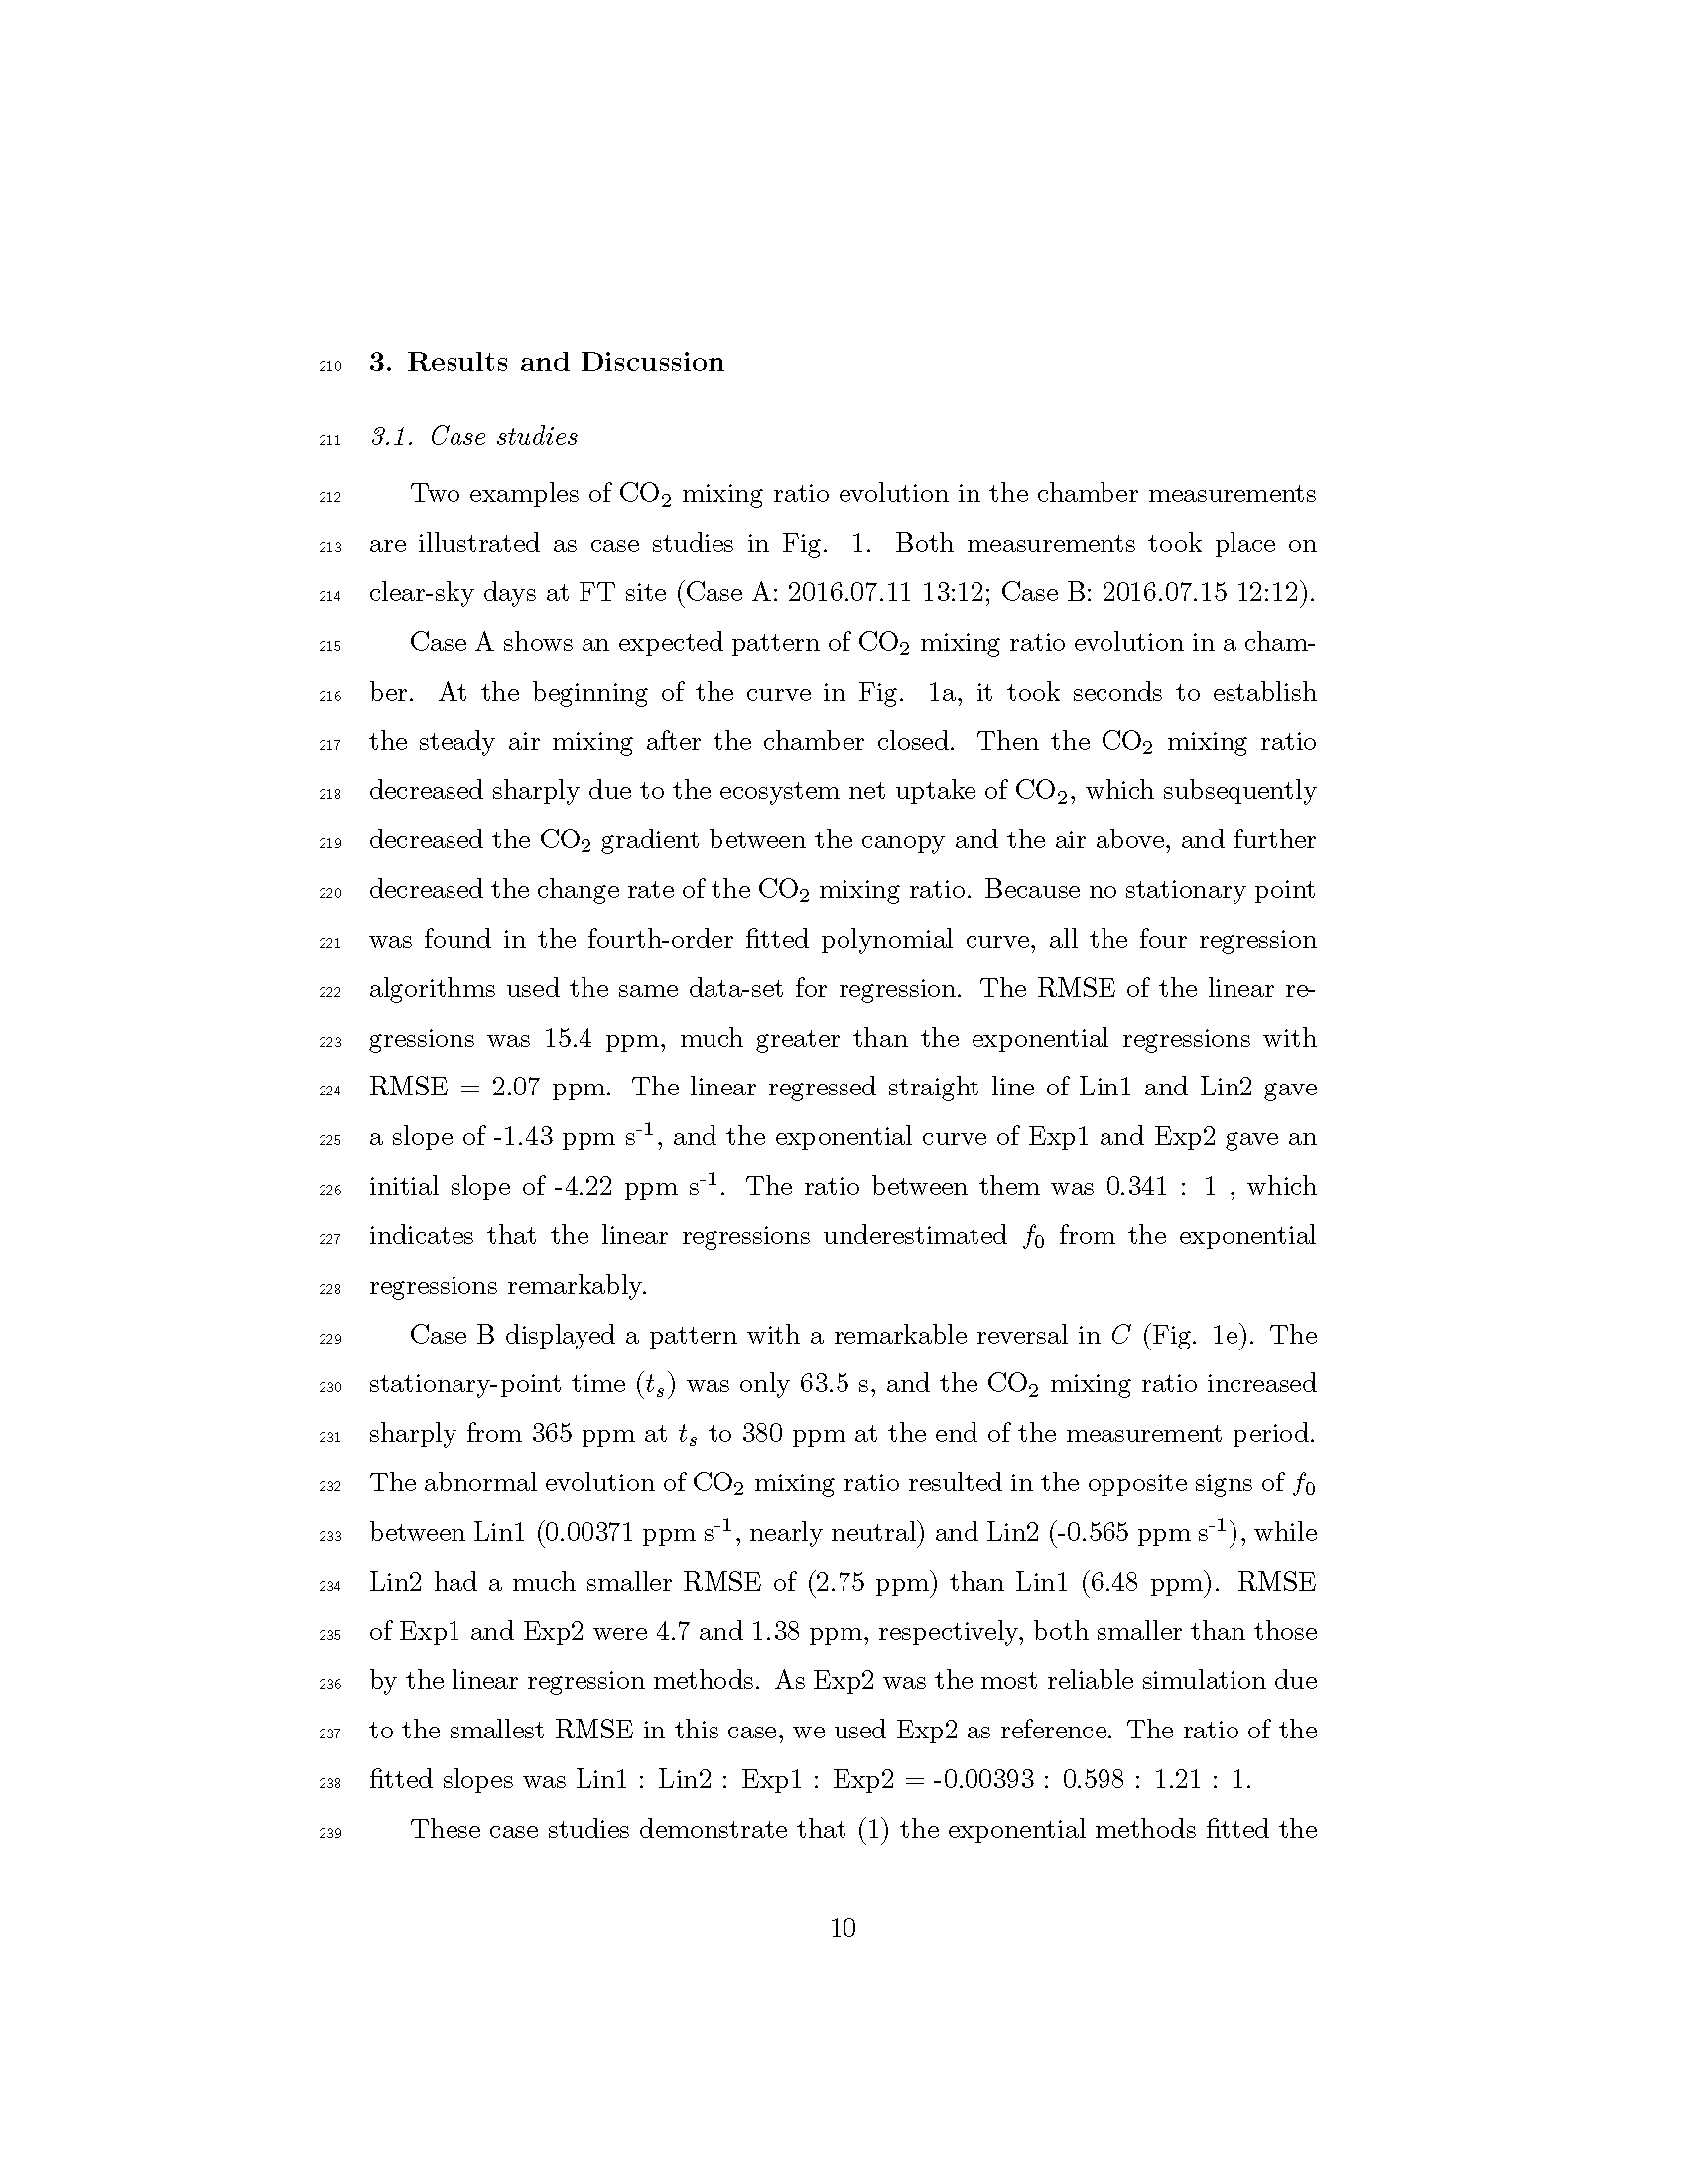 210 3. Results and Discussion
211 3.1. Case studies
212 Two examples of CO₂ mixing ratio evolution in the chamber measurements
213 are illustrated as case studies in Fig. 1. Both measurements took place on
214 clear-sky days at FT site (Case A: 2016.07.11 13:12; Case B: 2016.07.15 12:12).
215 Case A shows an expected pattern of CO₂ mixing ratio evolution in a cham-
216 ber. At the beginning of the curve in Fig. 1a, it took seconds to establish
217 the steady air mixing after the chamber closed. Then the CO₂ mixing ratio
218 decreased sharply due to the ecosystem net uptake of CO₂, which subsequently
219 decreased the CO₂ gradient between the canopy and the air above, and further
220 decreased the change rate of the CO₂ mixing ratio. Because no stationary point
221 was found in the fourth-order fitted polynomial curve, all the four regression
222 algorithms used the same data-set for regression. The RMSE of the linear re-
223 gressions was 15.4 ppm, much greater than the exponential regressions with
224 RMSE = 2.07 ppm. The linear regressed straight line of Lin1 and Lin2 gave
225 a slope of -1.43 ppm s⁻¹, and the exponential curve of Exp1 and Exp2 gave an
226 initial slope of -4.22 ppm s⁻¹. The ratio between them was 0.341 : 1 , which
227 indicates that the linear regressions underestimated f₀ from the exponential
228 regressions remarkably.
229 Case B displayed a pattern with a remarkable reversal in C (Fig. 1e). The
230 stationary-point time (tₛ) was only 63.5 s, and the CO₂ mixing ratio increased
231 sharply from 365 ppm at tₛ to 380 ppm at the end of the measurement period.
232 The abnormal evolution of CO₂ mixing ratio resulted in the opposite signs of f₀
233 between Lin1 (0.00371 ppm s⁻¹, nearly neutral) and Lin2 (-0.565 ppm s⁻¹), while
234 Lin2 had a much smaller RMSE of (2.75 ppm) than Lin1 (6.48 ppm). RMSE
235 of Exp1 and Exp2 were 4.7 and 1.38 ppm, respectively, both smaller than those
236 by the linear regression methods. As Exp2 was the most reliable simulation due
237 to the smallest RMSE in this case, we used Exp2 as reference. The ratio of the
238 fitted slopes was Lin1 : Lin2 : Exp1 : Exp2 = -0.00393 : 0.598 : 1.21 : 1.
239 These case studies demonstrate that (1) the exponential methods fitted the
10